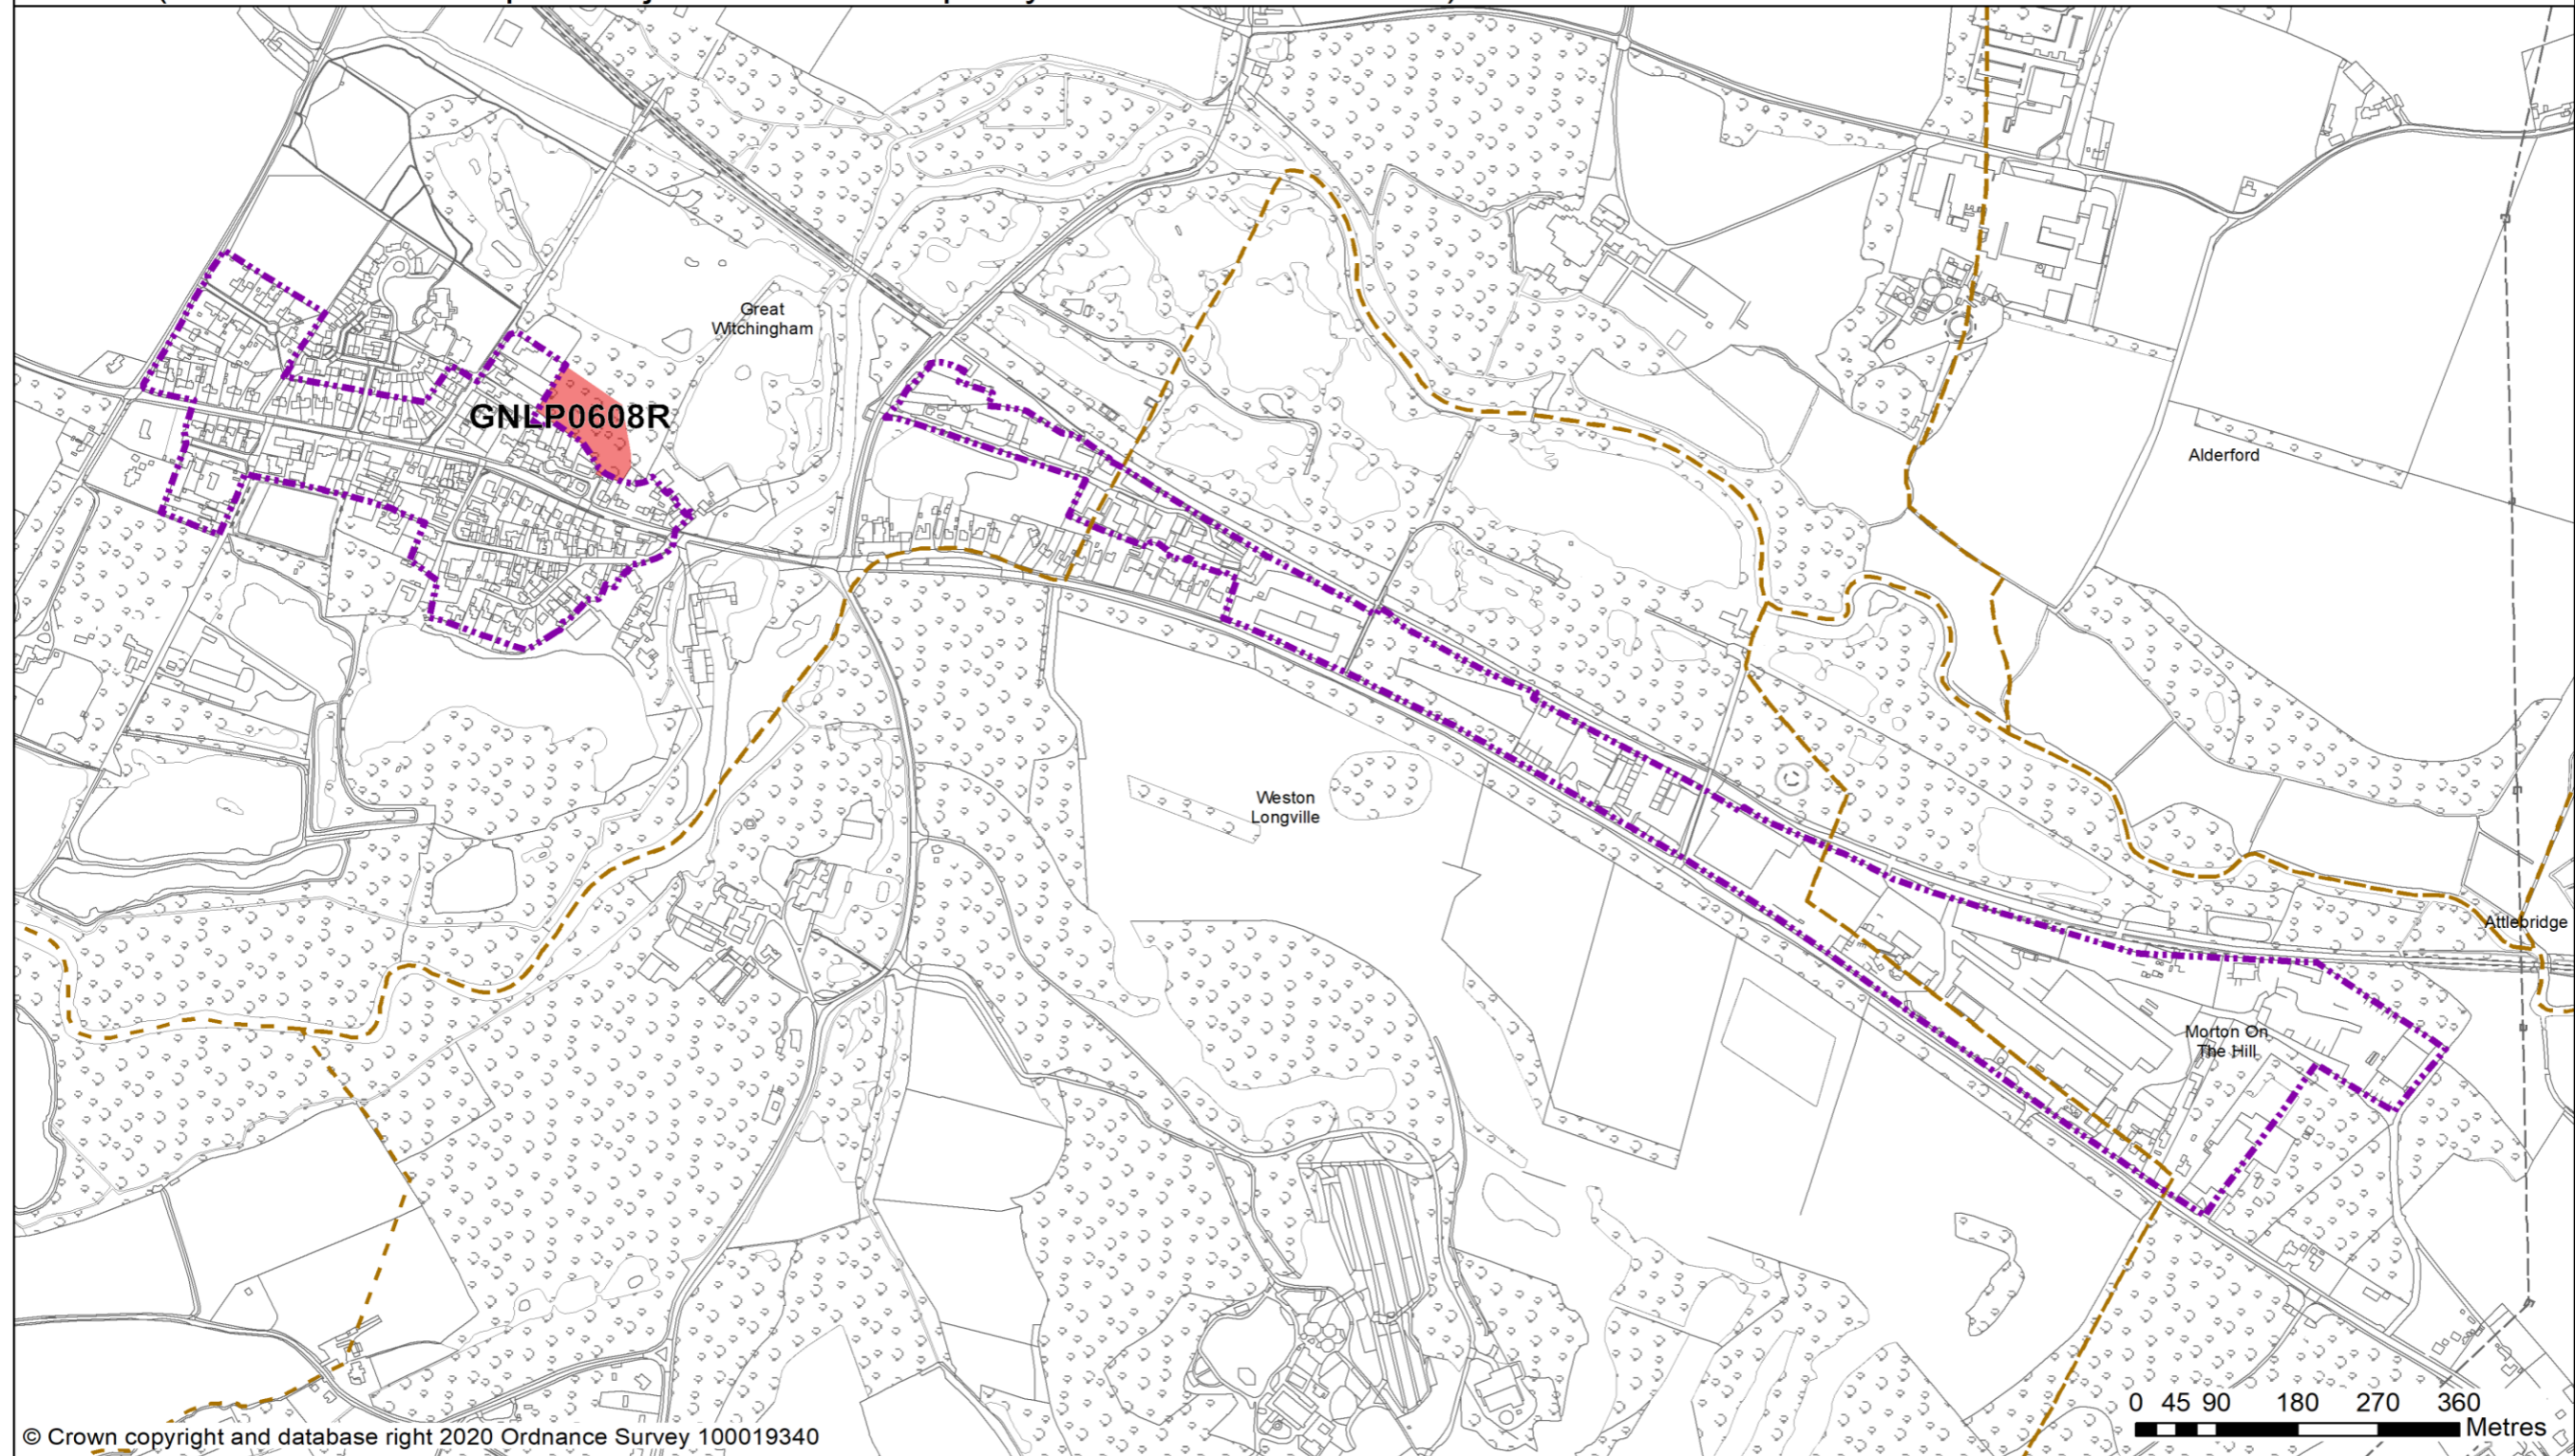 Great
Witchingham
GNLP0608R
Alderford
Weston
Longville
Attlebridge
Morton On
The Hill
0 45 90 180 270 360
Metres
© Crown copyright and database right 2020 Ordnance Survey 100019340